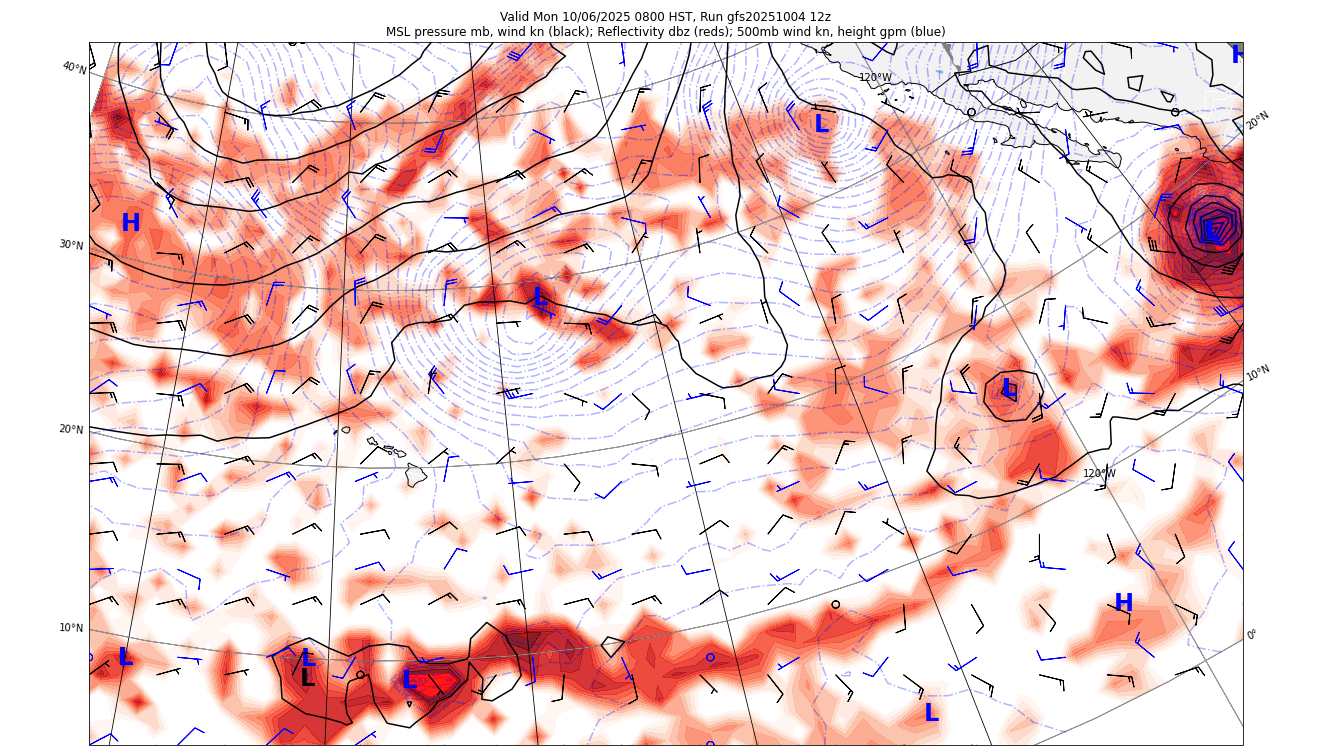 Valid Mon 10/06/2025 0800 HST, Run gfs20251004 12z
MSL pressure mb, wind kn (black); Reflectivity dbz (reds); 500mb wind kn, height gpm (blue)
H
40°N
120°W
L
20°N
H
L
30°N
L
10°N
L
20°N
120°W
H
10°N
0°
L
L
L
L
L